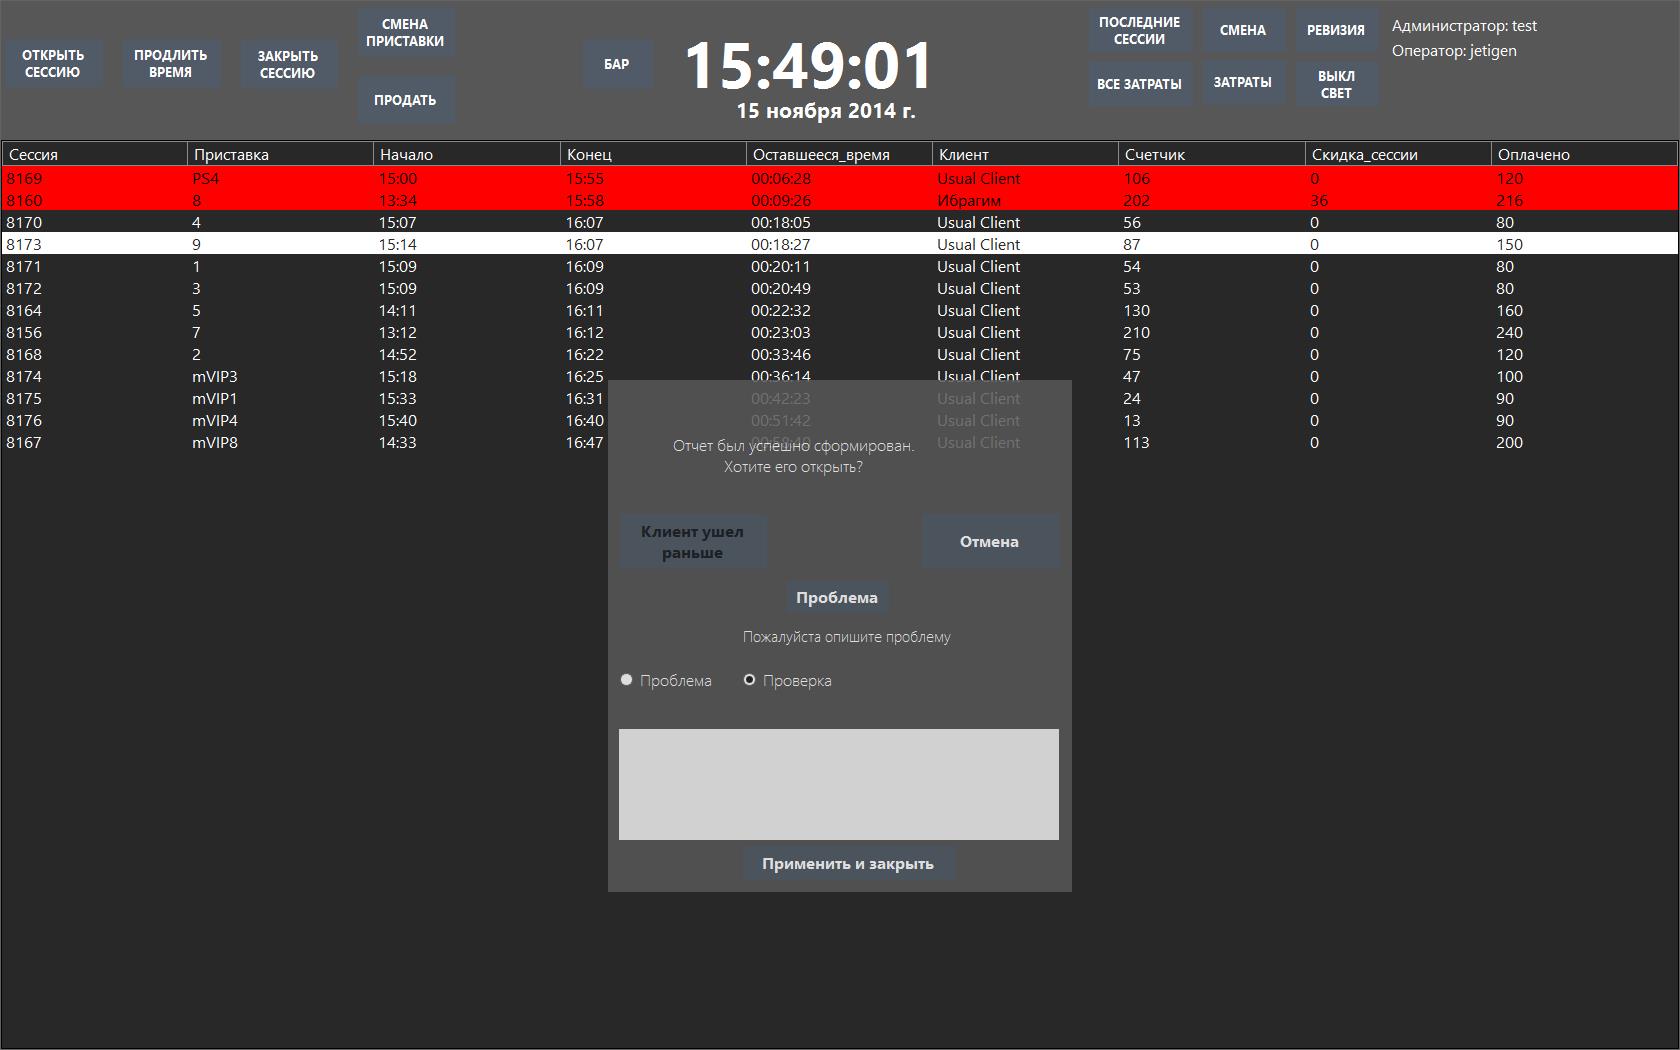 ОТКРЫТЬ
СЕССИЮ
ПРОДЛИТЬ
ВРЕМЯ
ЗАКРЫТЬ
СЕССИЮ
СМЕНА
ПРИСТАВКИ
ПРОДАТЬ
БАР
15:49:01
15 ноября 2014 г.
ПОСЛЕДНИЕ
СЕССИИ
СМЕНА
РЕВИЗИЯ
ВСЕ ЗАТРАТЫ
ЗАТРАТЫ
ВЫКЛ
СВЕТ
Администратор: test
Оператор: jetigen
Сессия Приставка Начало Конец Оставшееся_время Клиент Счетчик Скидка_сессии Оплачено
8169 PS4 15:00 15:55 00:06:28 Usual Client 106 0 120
8160 8 13:34 15:58 00:09:26 Ибрагим 202 36 216
8170 4 15:07 16:07 00:18:05 Usual Client 56 0 80
8173 9 15:14 16:07 00:18:27 Usual Client 87 0 150
8171 1 15:09 16:09 00:20:11 Usual Client 54 0 80
8172 3 15:09 16:09 00:20:49 Usual Client 53 0 80
8164 5 14:11 16:11 00:22:32 Usual Client 130 0 160
8156 7 13:12 16:12 00:23:03 Usual Client 210 0 240
8168 2 14:52 16:22 00:33:46 Usual Client 75 0 120
8174 mVIP3 15:18 16:25 00:36:14 Usual Client 47 0 100
8175 mVIP1 15:33 16:31 00:42:23 Usual Client 24 0 90
8176 mVIP4 15:40 16:40 00:51:42 Usual Client 13 0 90
8167 mVIP8 14:33 16:47 Usual Client 113 0 200
Отчет был успешно сформирован.
Хотите его открыть?
Клиент ушел
раньше
Отмена
Проблема
Пожалуйста опишите проблему
Проблема Проверка
Применить и закрыть